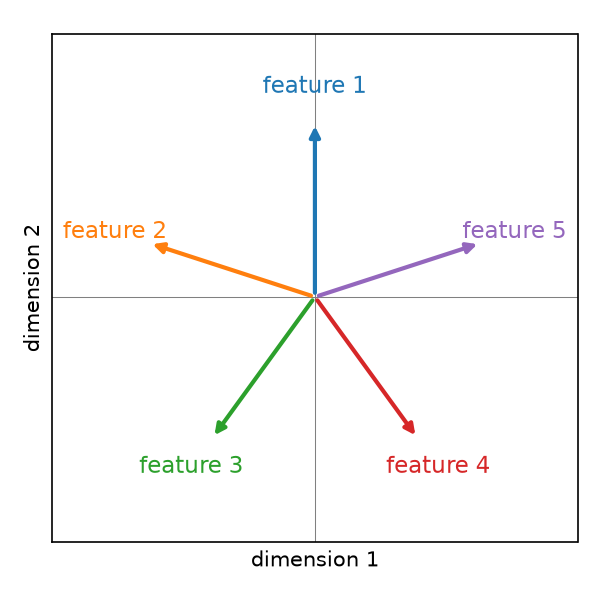 feature 1
feature 2
feature 5
feature 3
feature 4
dimension 2
dimension 1